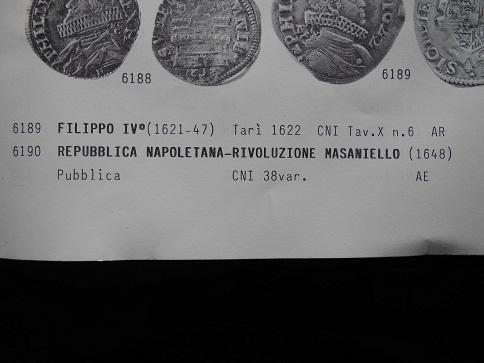 6188
6189
6189 FILIPPO IVº(1621-47) Tarì 1622 CNI Tav.X n.6 AR
6190 REPUBBLICA NAPOLETANA-RIVOLUZIONE MASANIELLO (1648)
Pubblica CNI 38var. AE